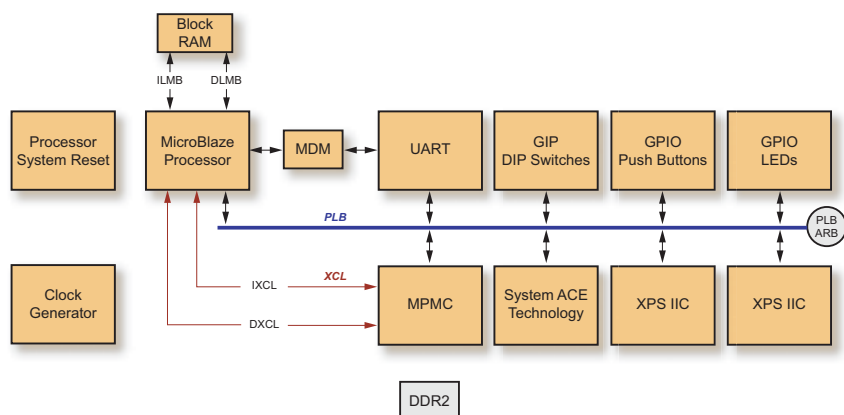 Block
RAM
ILMB
DLMB
Processor
System Reset
MicroBlaze
Processor
MDM
UART
GIP
DIP Switches
GPIO
Push Buttons
GPIO
LEDs
PLB
PLB
ARB
Clock
Generator
XCL
IXCL
DXCL
MPMC
System ACE
Technology
XPS IIC
XPS IIC
DDR2